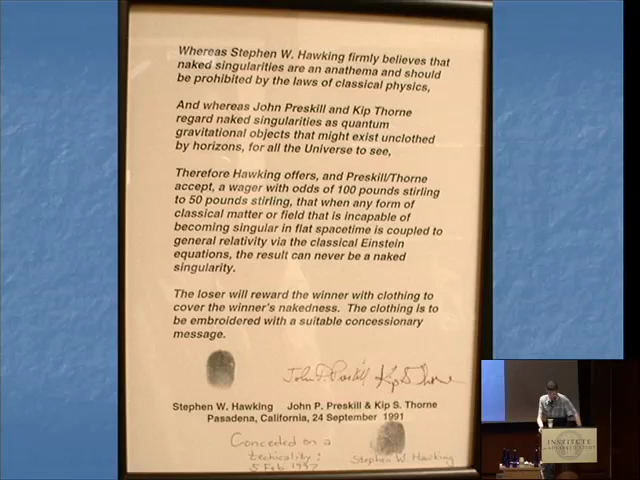 Whereas Stephen W. Hawking firmly believes that
naked singularities are an anathema and should
be prohibited by the laws of classical physics,
And whereas John Preskill and Kip Thorne
regard naked singularities as quantum
gravitational objects that might exist unclothed
by horizons, for all the Universe to see,
Therefore Hawking offers, and Preskill/Thorne
accept, a wager with odds of 100 pounds stirling
to 50 pounds stirling, that when any form of
classical matter or field that is incapable of
becoming singular in flat spacetime is coupled to
general relativity via the classical Einstein
equations, the result can never be a naked
singularity.
The loser will reward the winner with clothing to
cover the winner's nakedness. The clothing is to
be embroidered with a suitable concessionary
message.
John P. Preskill Kip S. Thorne
Stephen W. Hawking John P. Preskill & Kip S. Thorne
Pasadena, California, 24 September 1991
Conceded on a
techicality:
5 Feb 1997
Stephen W. Hawking
INSTITUTE